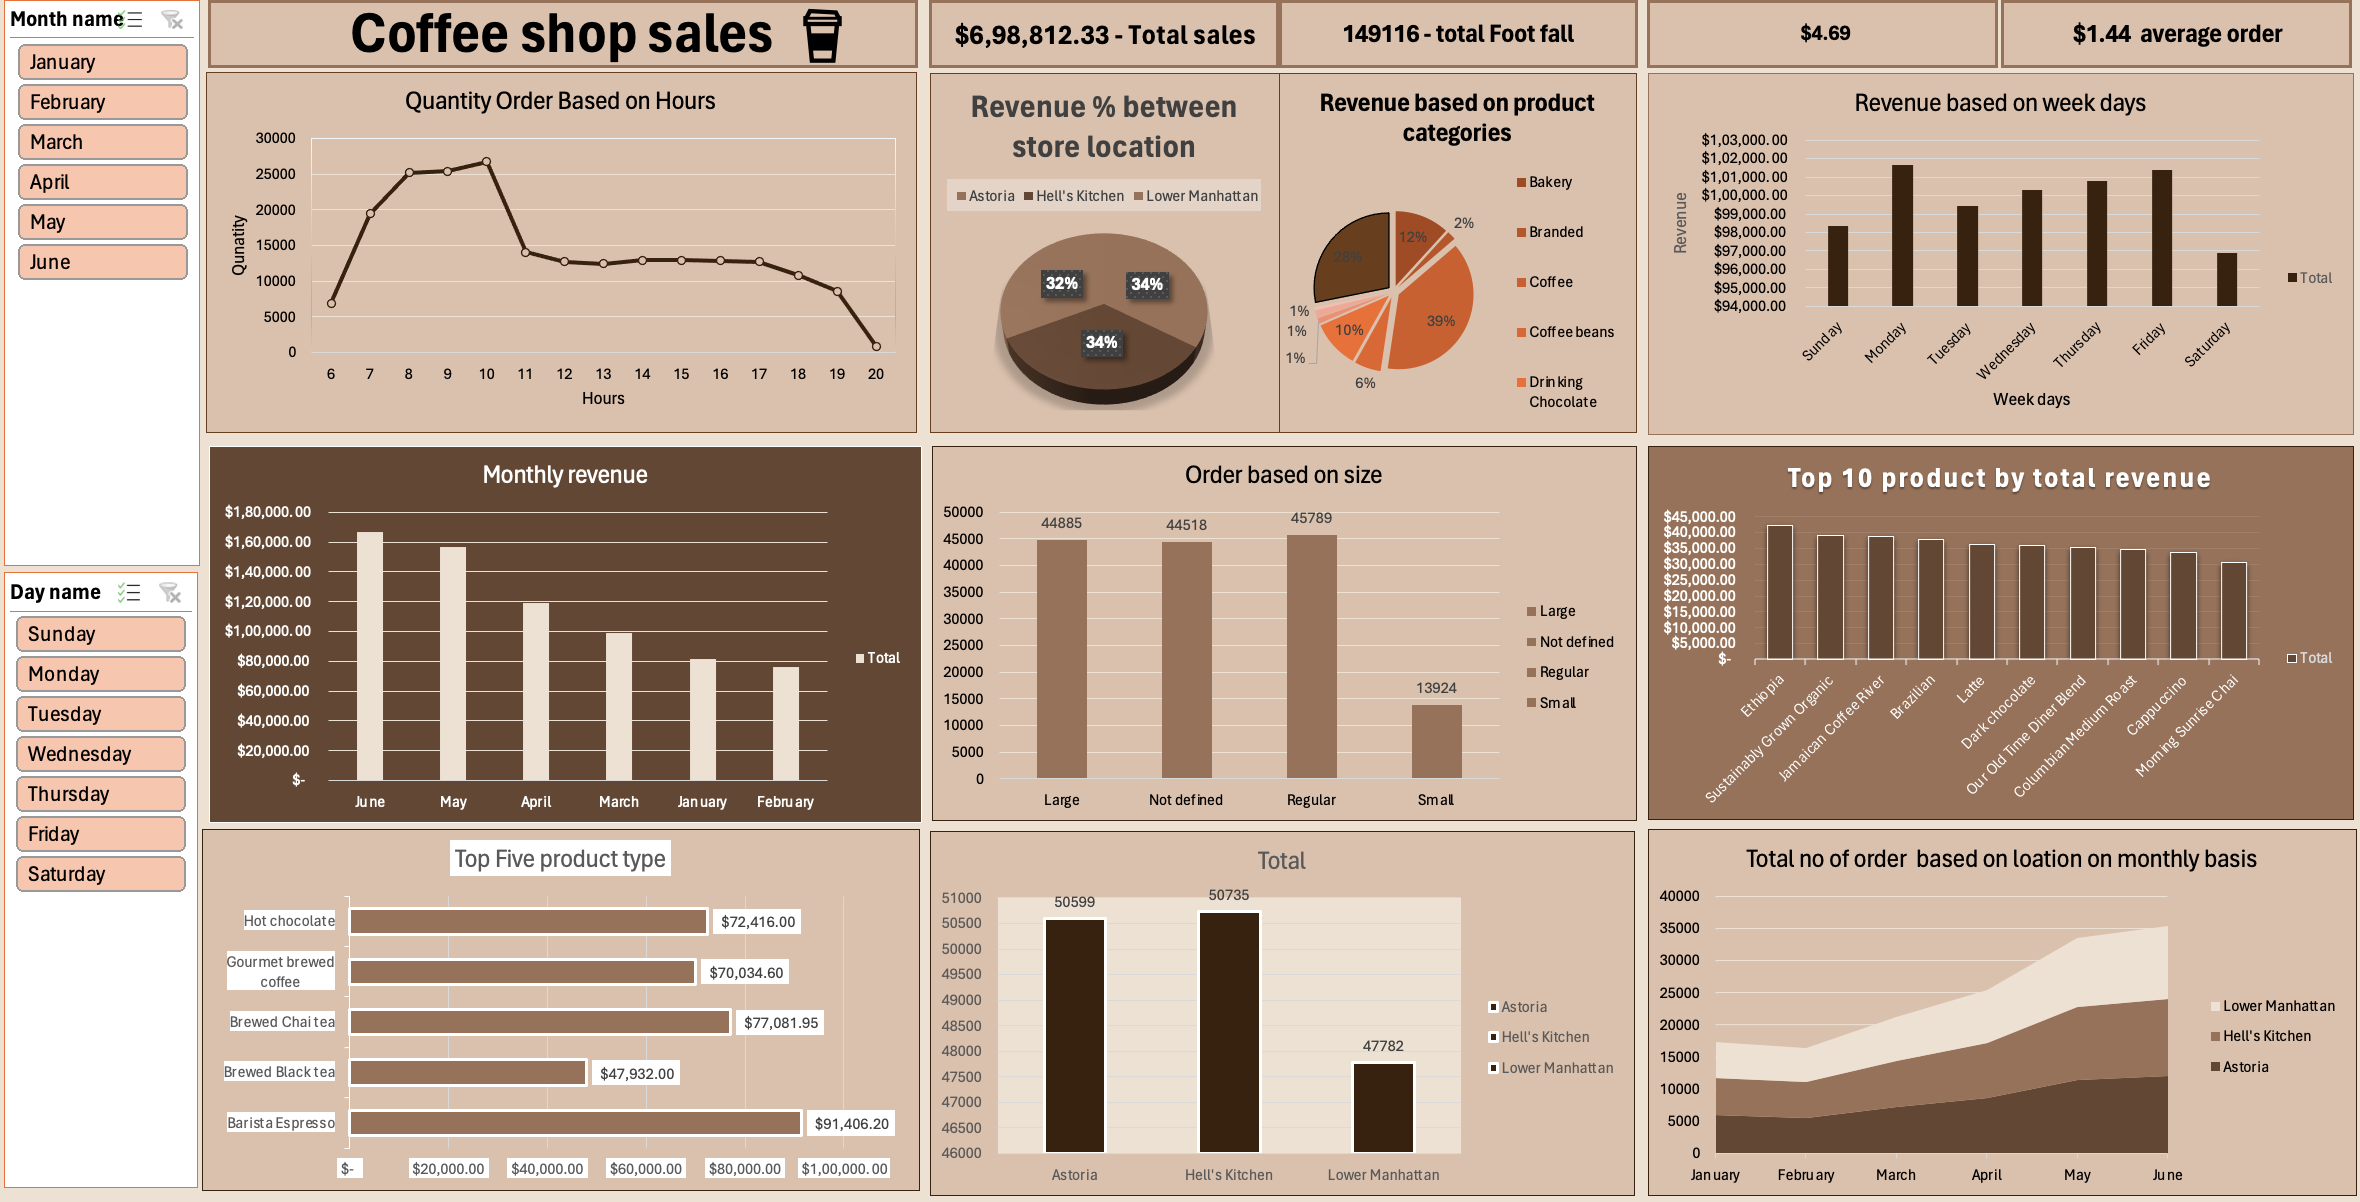 Month name
January
February
March
April
May
June
Day name
Sunday
Monday
Tuesday
Wednesday
Thursday
Friday
Saturday
Coffee shop sales
$6,98,812.33 - Total sales
149116 - total Foot fall
$4.69
$1.44 average order
Quantity Order Based on Hours
30000
25000
20000
15000
10000
5000
0
Qunatity
6 7 8 9 10 11 12 13 14 15 16 17 18 19 20
Hours
Revenue % between
store location
Astoria Hell's Kitchen Lower Manhattan
32%
34%
34%
Revenue based on product
categories
12%
2%
39%
6%
10%
1%
1%
1%
28%
Bakery
Branded
Coffee
Coffee beans
Drinking
Chocolate
Revenue based on week days
$1,03,000.00
$1,02,000.00
$1,01,000.00
$1,00,000.00
$99,000.00
$98,000.00
$97,000.00
$96,000.00
$95,000.00
$94,000.00
Revenue
Sunday
Monday
Tuesday
Wednesday
Thursday
Friday
Saturday
Week days
Total
Monthly revenue
$1,80,000.00
$1,60,000.00
$1,40,000.00
$1,20,000.00
$1,00,000.00
$80,000.00
$60,000.00
$40,000.00
$20,000.00
$-
June May April March January February
Total
Order based on size
50000
45000
40000
35000
30000
25000
20000
15000
10000
5000
0
44885
44518
45789
13924
Large Not defined Regular Small
Large
Not defined
Regular
Small
Top 10 product by total revenue
$45,000.00
$40,000.00
$35,000.00
$30,000.00
$25,000.00
$20,000.00
$15,000.00
$10,000.00
$5,000.00
$-
Ethiopia
Sustainably Grown Organic
Jamaican Coffee River
Brazilian
Latte
Dark chocolate
Our Old Time Diner Blend
Columbian Medium Roast
Cappuccino
Morning Sunrise Chai
Total
Top Five product type
Hot chocolate
$72,416.00
Gourmet brewed
coffee
$70,034.60
Brewed Chai tea
$77,081.95
Brewed Black tea
$47,932.00
Barista Espresso
$91,406.20
$- $20,000.00 $40,000.00 $60,000.00 $80,000.00 $1,00,000.00
Total
51000
50500
50000
49500
49000
48500
48000
47500
47000
46500
46000
50599
50735
47782
Astoria Hell's Kitchen Lower Manhattan
Astoria
Hell's Kitchen
Lower Manhattan
Total no of order based on loation on monthly basis
40000
35000
30000
25000
20000
15000
10000
5000
0
January February March April May June
Lower Manhattan
Hell's Kitchen
Astoria